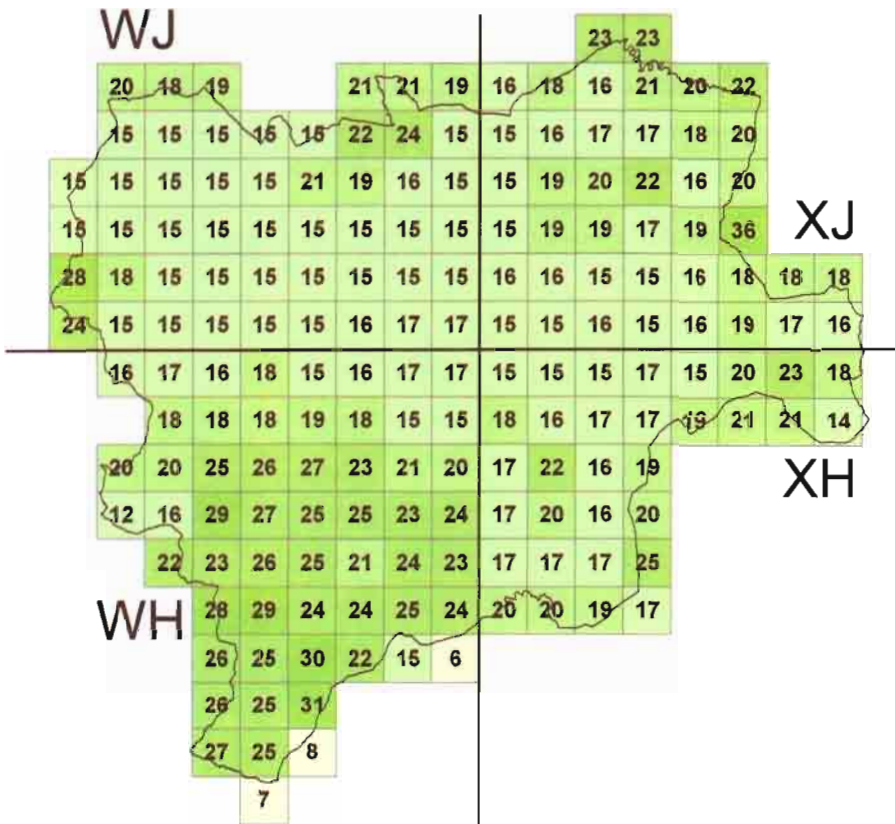 WJ
23 23
20 18 19 21 21 19 16 18 16 21 20 22
15 15 15 15 15 22 24 15 15 16 17 17 18 20
15 15 15 15 15 21 19 16 15 15 19 20 22 16 20
15 15 15 15 15 15 15 15 15 15 19 19 17 19 36
XJ
28 18 15 15 15 15 15 15 15 16 16 15 15 16 18 18 18
24 15 15 15 15 15 16 17 17 15 15 16 15 16 19 17 16
16 17 16 18 15 16 17 17 15 15 15 17 15 20 23 18
18 18 18 19 18 15 15 18 16 17 17 19 21 21 14
20 20 25 26 27 23 21 20 17 22 16 19
XH
12 16 29 27 25 25 23 24 17 20 16 20
22 23 26 25 21 24 23 17 17 17 25
WH
28 29 24 24 25 24 20 20 19 17
26 25 30 22 15 6
26 25 31
27 25 8
7